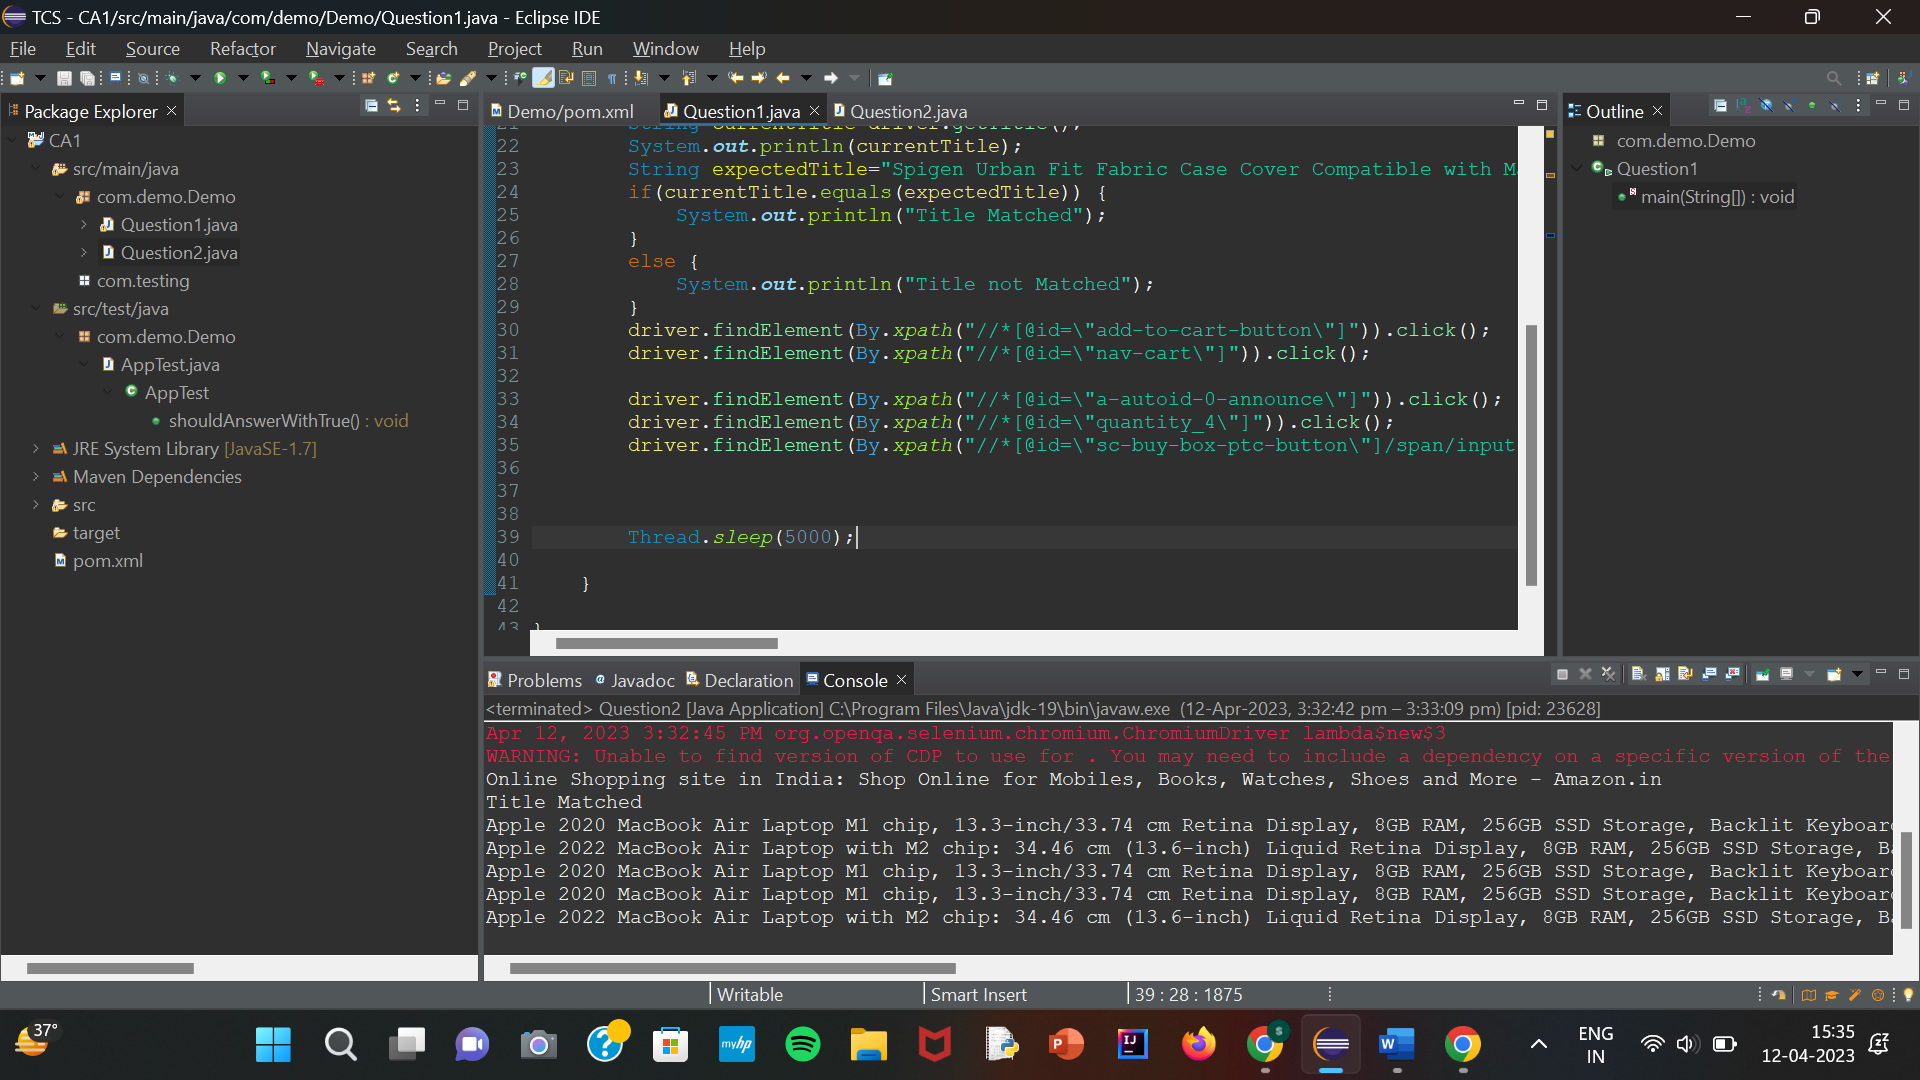 TCS - CA1/src/main/java/com/demo/Demo/Question1.java - Eclipse IDE
File Edit Source Refactor Navigate Search Project Run Window Help
Package Explorer
CA1
src/main/java
com.demo.Demo
Question1.java
Question2.java
com.testing
src/test/java
com.demo.Demo
AppTest.java
AppTest
shouldAnswerWithTrue() : void
JRE System Library [JavaSE-1.7]
Maven Dependencies
src
target
pom.xml
Demo/pom.xml Question1.java Question2.java
21 String currentTitle driver.getTitle();
22 System.out.println(currentTitle);
23 String expectedTitle="Spigen Urban Fit Fabric Case Cover Compatible with M
24 if(currentTitle.equals(expectedTitle)) {
25 System.out.println("Title Matched");
26 }
27 else {
28 System.out.println("Title not Matched");
29 }
30 driver.findElement(By.xpath("//*[@id=\"add-to-cart-button\"]")).click();
31 driver.findElement(By.xpath("//*[@id=\"nav-cart\"]")).click();
32
33 driver.findElement(By.xpath("//*[@id=\"a-autoid-0-announce\"]")).click();
34 driver.findElement(By.xpath("//*[@id=\"quantity_4\"]")).click();
35 driver.findElement(By.xpath("//*[@id=\"sc-buy-box-ptc-button\"]/span/input
36
37
38
39 Thread.sleep(5000);
40
41 }
42
43 }
Outline
com.demo.Demo
Question1
main(String[]) : void
Problems Javadoc Declaration Console
<terminated> Question2 [Java Application] C:\Program Files\Java\jdk-19\bin\javaw.exe (12-Apr-2023, 3:32:42 pm – 3:33:09 pm) [pid: 23628]
Apr 12, 2023 3:32:45 PM org.openqa.selenium.chromium.ChromiumDriver lambda$new$3
WARNING: Unable to find version of CDP to use for . You may need to include a dependency on a specific version of the
Online Shopping site in India: Shop Online for Mobiles, Books, Watches, Shoes and More - Amazon.in
Title Matched
Apple 2020 MacBook Air Laptop M1 chip, 13.3-inch/33.74 cm Retina Display, 8GB RAM, 256GB SSD Storage, Backlit Keyboar
Apple 2022 MacBook Air Laptop with M2 chip: 34.46 cm (13.6-inch) Liquid Retina Display, 8GB RAM, 256GB SSD Storage, Ba
Apple 2020 MacBook Air Laptop M1 chip, 13.3-inch/33.74 cm Retina Display, 8GB RAM, 256GB SSD Storage, Backlit Keyboar
Apple 2020 MacBook Air Laptop M1 chip, 13.3-inch/33.74 cm Retina Display, 8GB RAM, 256GB SSD Storage, Backlit Keyboar
Apple 2022 MacBook Air Laptop with M2 chip: 34.46 cm (13.6-inch) Liquid Retina Display, 8GB RAM, 256GB SSD Storage, Ba
Writable Smart Insert 39 : 28 : 1875
37°
myhp
ENG
IN
15:35
12-04-2023